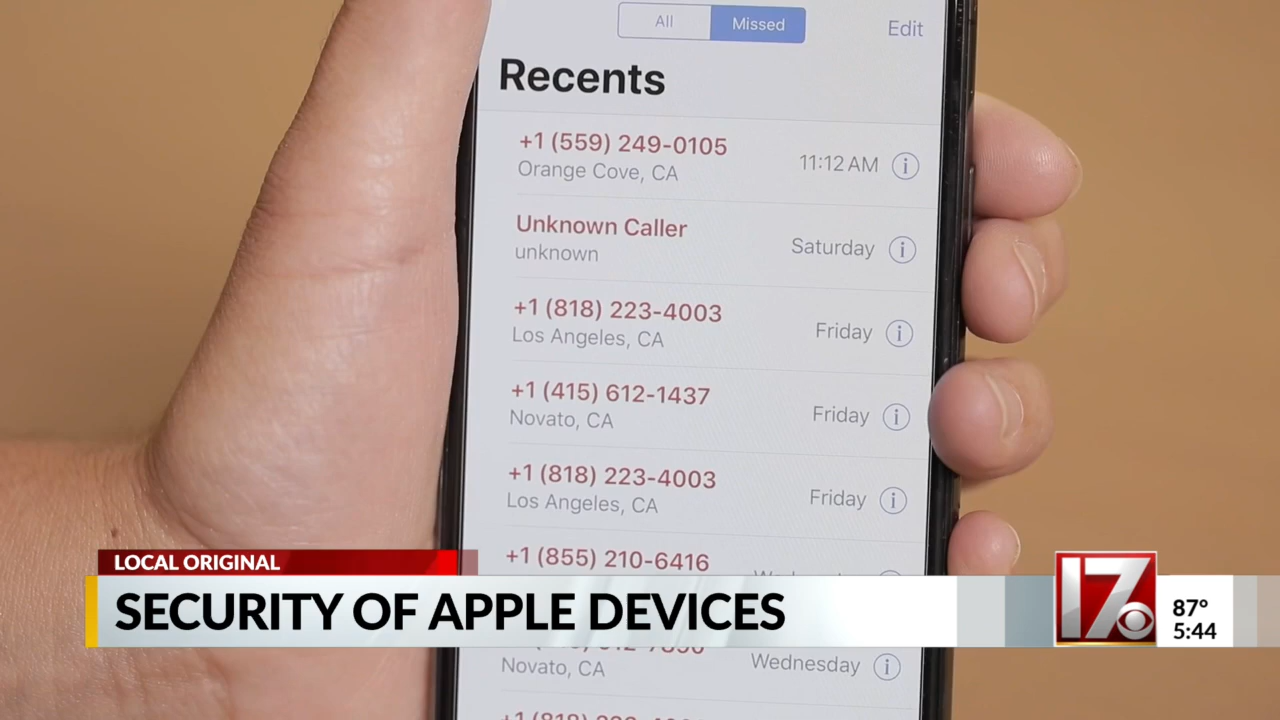 All Missed Edit
Recents
+1 (559) 249-0105
Orange Cove, CA
11:12 AM
Unknown Caller
unknown
Saturday
+1 (818) 223-4003
Los Angeles, CA
Friday
+1 (415) 612-1437
Novato, CA
Friday
+1 (818) 223-4003
Los Angeles, CA
Friday
+1 (855) 210-6416
LOCAL ORIGINAL
SECURITY OF APPLE DEVICES
17
87°
5:44
Novato, CA
Wednesday